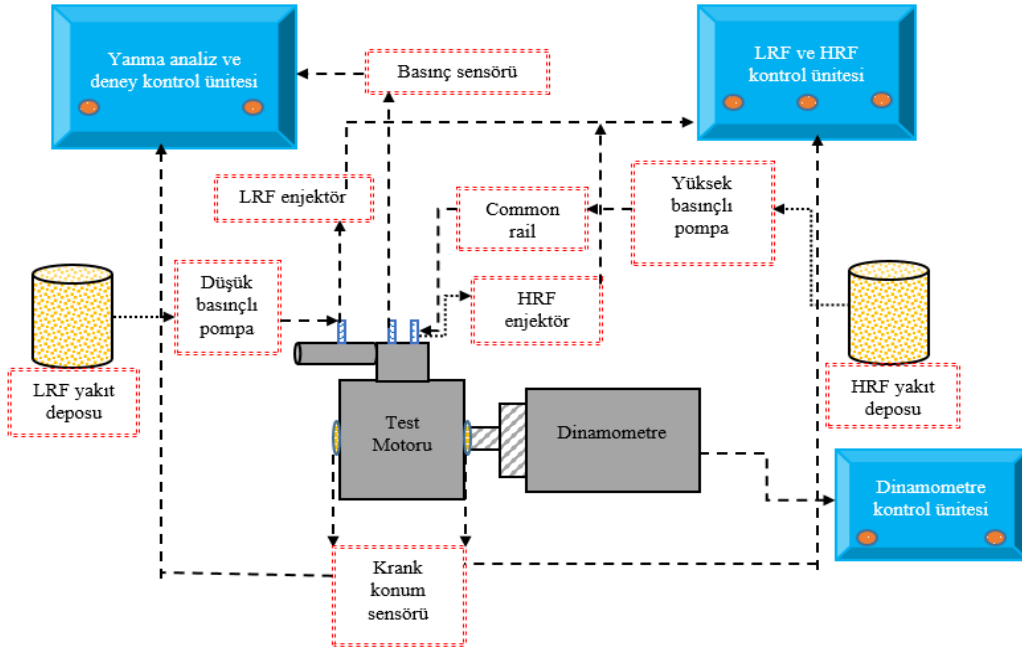 Yanma analiz ve
deney kontrol ünitesi
Basınç sensörü
LRF ve HRF
kontrol ünitesi
LRF enjektör
Common
rail
Yüksek
basınçlı
pompa
Düşük
basınçlı
pompa
HRF
enjektör
LRF yakıt
deposu
HRF yakıt
deposu
Test
Motoru
Dinamometre
Dinamometre
kontrol ünitesi
Krank
konum
sensörü